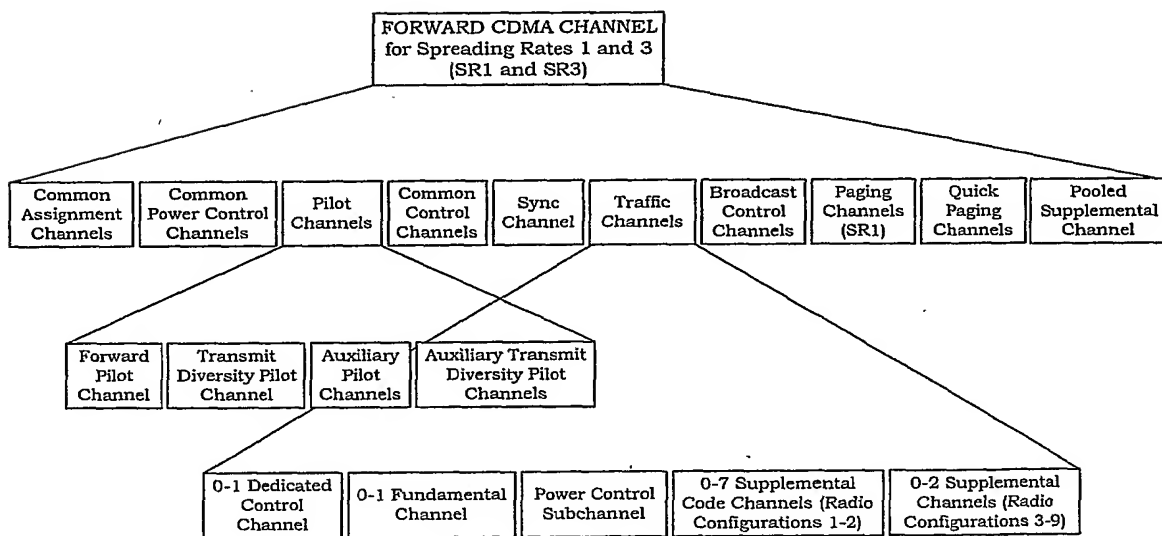 FORWARD CDMA CHANNEL
for Spreading Rates 1 and 3
(SR1 and SR3)
Common
Assignment
Channels
Common
Power Control
Channels
Pilot
Channels
Common
Control
Channels
Sync
Channel
Traffic
Channels
Broadcast
Control
Channels
Paging
Channels
(SR1)
Quick
Paging
Channels
Pooled
Supplemental
Channel
Forward
Pilot
Channel
Transmit
Diversity Pilot
Channel
Auxiliary
Pilot
Channels
Auxiliary Transmit
Diversity Pilot
Channels
0-1 Dedicated
Control
Channel
0-1 Fundamental
Channel
Power Control
Subchannel
0-7 Supplemental
Code Channels (Radio
Configurations 1-2)
0-2 Supplemental
Channels (Radio
Configurations 3-9)